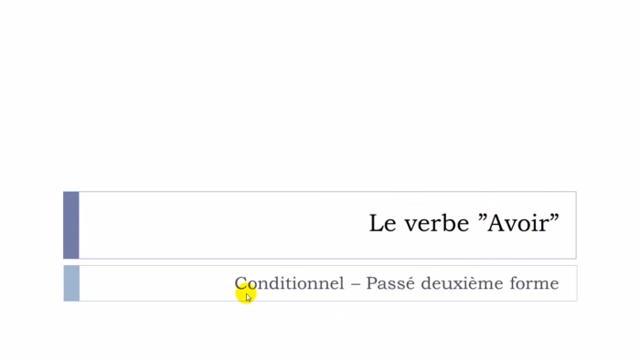 Le verbe ”Avoir”
Conditionnel – Passé deuxième forme